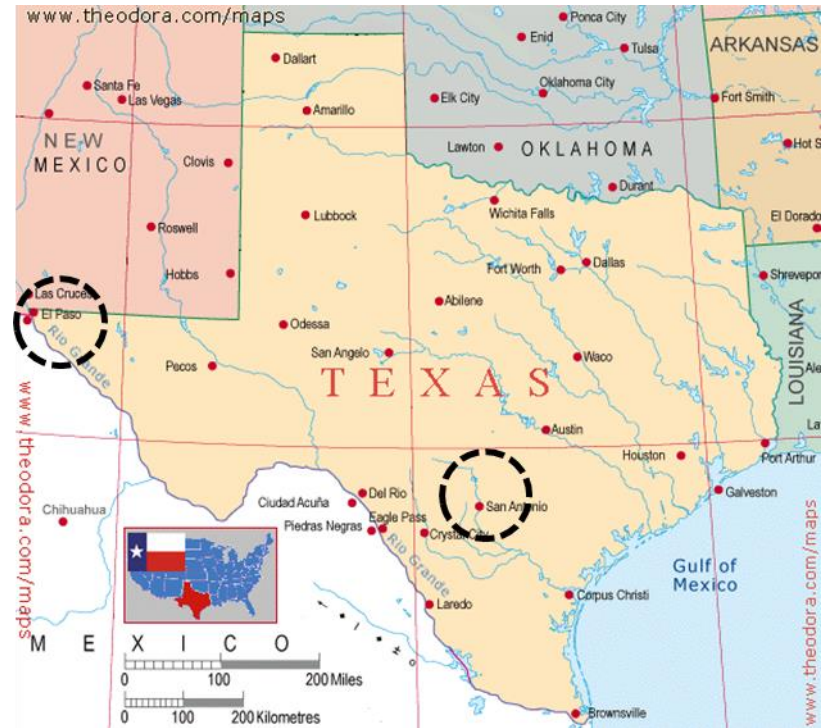 www.theodora.com/maps
Ponca City
Enid
Tulsa
ARKANSAS
Dallart
Santa Fe
Las Vegas
Amarillo
Elk City
Oklahoma City
Fort Smith
NEW
MEXICO
Clovis
Lawton
OKLAHOMA
Hot S
Durant
Roswell
Lubbock
Wichita Falls
El Dorado
Hobbs
Fort Worth
Dallas
Shrevepor
Las Cruces
El Paso
Abilene
Rio Grande
Odessa
LOUISIANA
San Angelo
Waco
Pecos
Ale
TEXAS
www.theodora.com/maps
Austin
La
Houston
Port Arthur
Chihuahua
Ciudad Acuña
Del Rio
San Antonio
Galveston
Piedras Negras
Eagle Pass
Crystal City
Rio Grande
Gulf of
Mexico
Laredo
Corpus Christi
MEXICO
0 100 200 Miles
0 100 200 Kilometres
Brownsville
www.theodora.com/maps